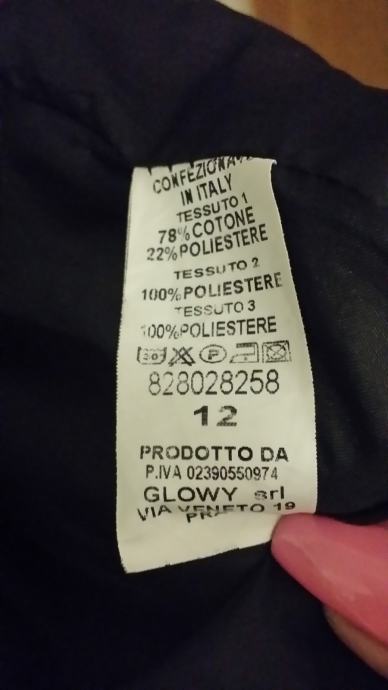 IN ITALY
TESSUTO 1
78%COTONE
22%POLIESTERE
TESSUTO 2
100%POLIESTERE
TESSUTO 3
100%POLIESTERE
30 P
828028258
12
PRODOTTO DA
P.IVA 02390550974
GLOWY srl
VIA VENETO 19